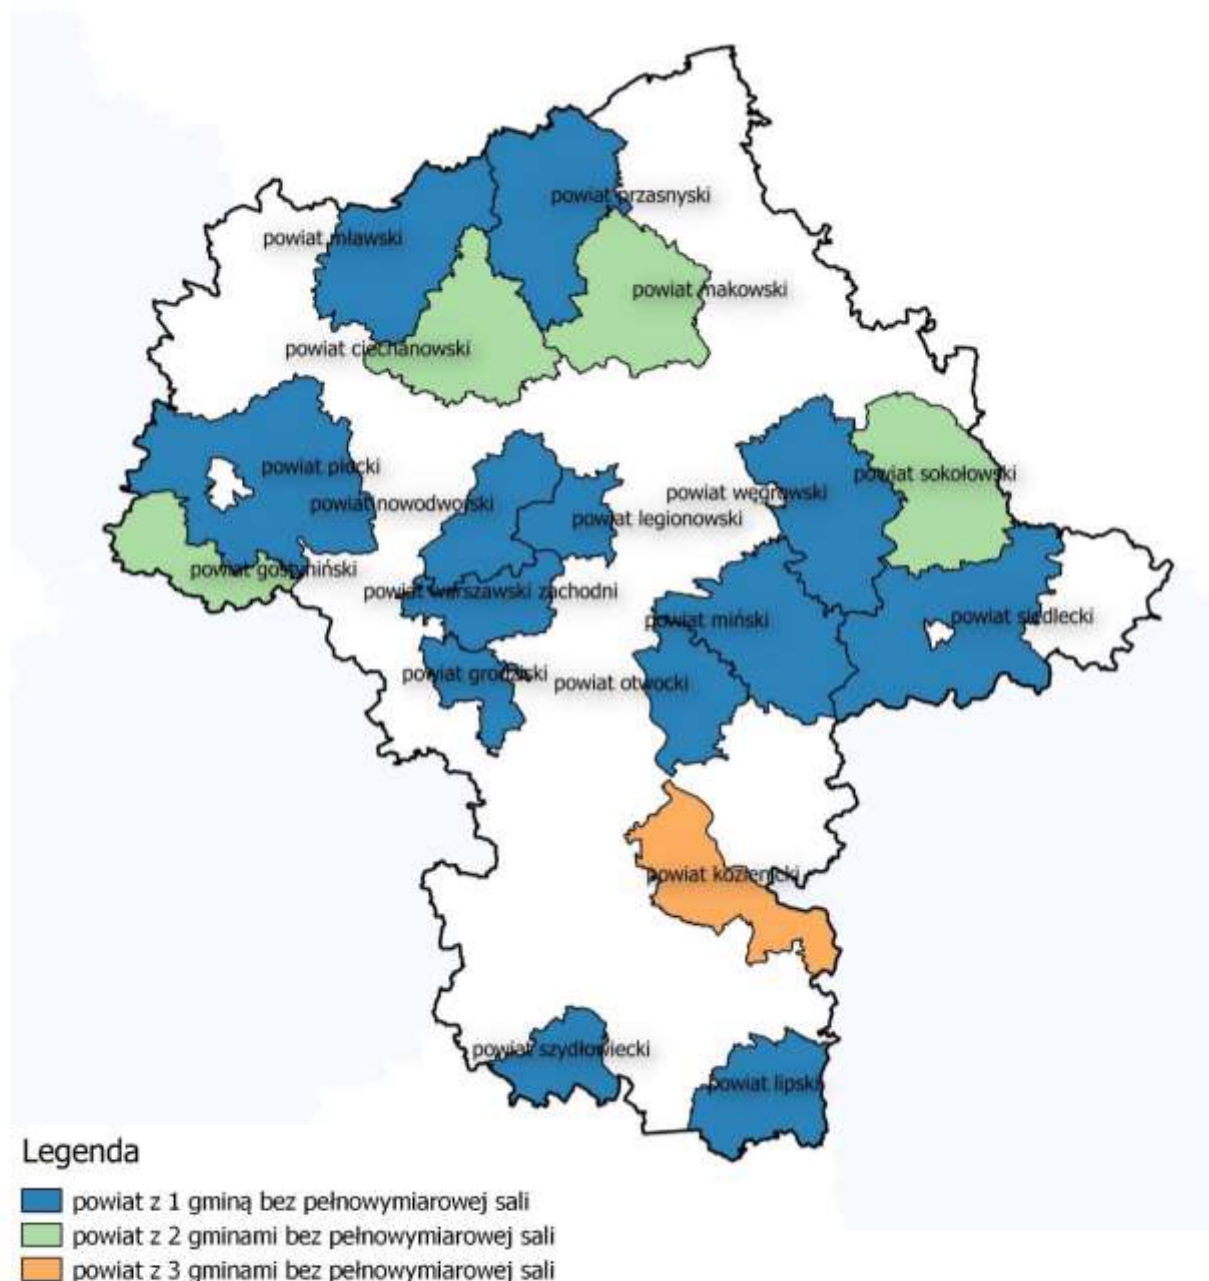 powiat przasnyski
powiat mławski
powiat makowski
powiat ciechanowski
powiat płocki
powiat sokołowski
powiat węgrowski
powiat nowodworski
powiat legionowski
powiat gostyniński
powiat warszawski zachodni
powiat siedlecki
powiat miński
powiat grodziski
powiat otwocki
powiat kozienicki
powiat szydłowiecki
powiat lipski
Legenda
powiat z 1 gminą bez pełnowymiarowej sali
powiat z 2 gminami bez pełnowymiarowej sali
powiat z 3 gminami bez pełnowymiarowej sali